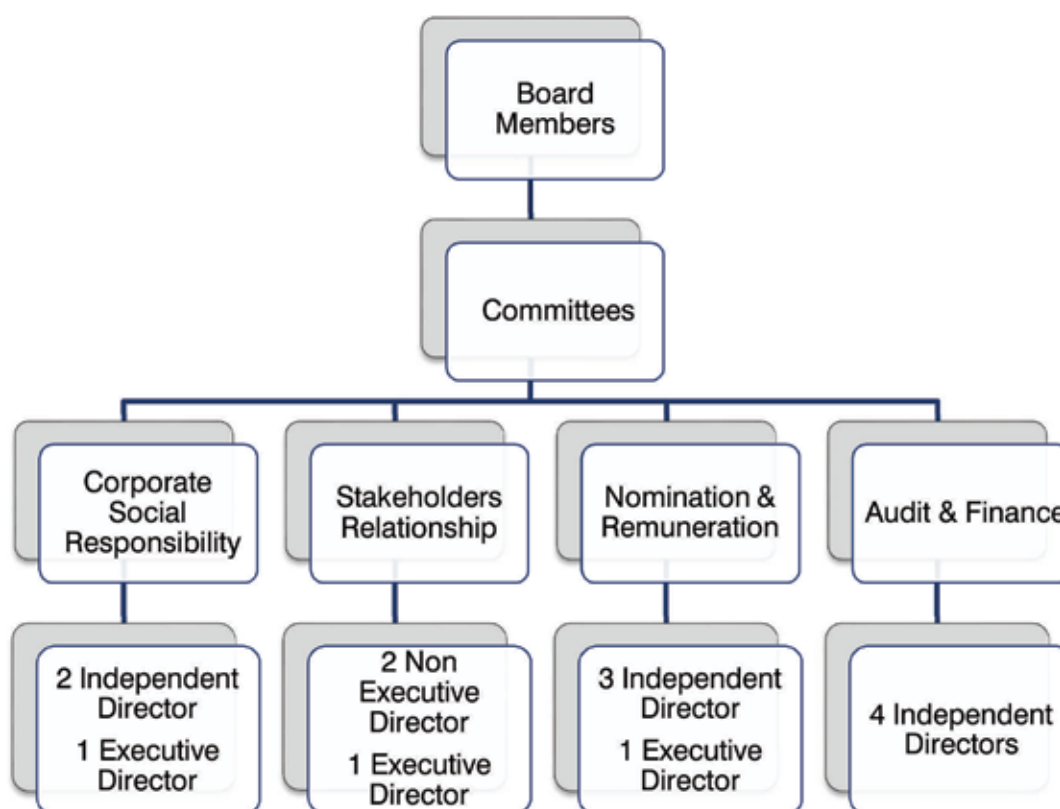 Board
Members
Committees
Corporate
Social
Responsibility
Stakeholders
Relationship
Nomination &
Remuneration
Audit & Finance
2 Independent
Director
1 Executive
Director
2 Non
Executive
Director
1 Executive
Director
3 Independent
Director
1 Executive
Director
4 Independent
Directors